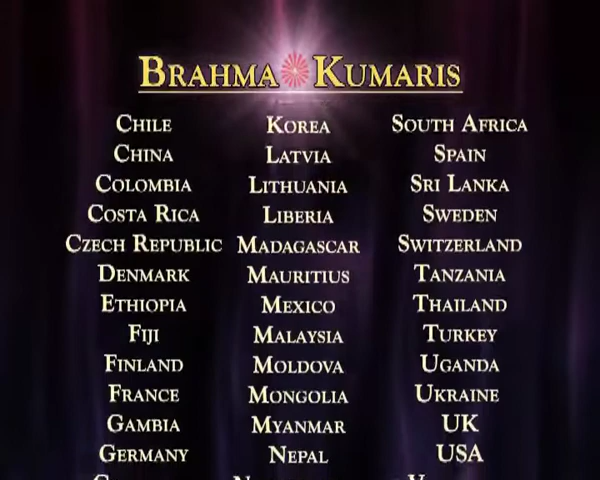 BRAHMA KUMARIS
CHILE KOREA SOUTH AFRICA
CHINA LATVIA SPAIN
COLOMBIA LITHUANIA SRI LANKA
COSTA RICA LIBERIA SWEDEN
CZECH REPUBLIC MADAGASCAR SWITZERLAND
DENMARK MAURITIUS TANZANIA
ETHIOPIA MEXICO THAILAND
FIJI MALAYSIA TURKEY
FINLAND MOLDOVA UGANDA
FRANCE MONGOLIA UKRAINE
GAMBIA MYANMAR UK
GERMANY NEPAL USA